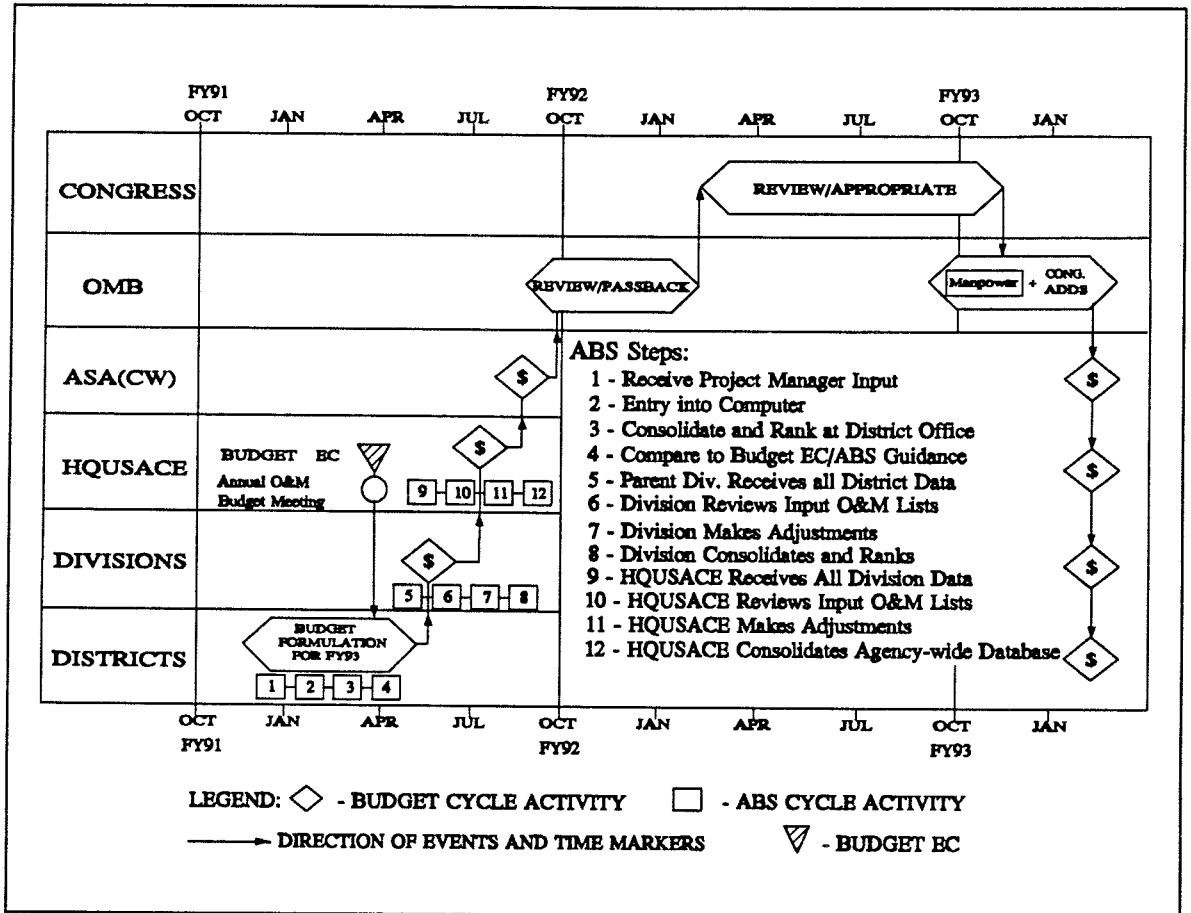 FY91 FY92 FY93
OCT JAN APR JUL OCT JAN APR JUL OCT JAN
CONGRESS
REVIEW/APPROPRIATE
OMB
REVIEW/PASSBACK
Manpower + CONG. ADDS
ASA(CW)
$
$
HQUSACE
BUDGET EC
Annual O&M
Budget Meeting
$
9 10 11 12
$
DIVISIONS
$
5 6 7 8
$
DISTRICTS
BUDGET
FORMULATION
FOR FY93
1 2 3 4
$
ABS Steps:
1 - Receive Project Manager Input
2 - Entry into Computer
3 - Consolidate and Rank at District Office
4 - Compare to Budget EC/ABS Guidance
5 - Parent Div. Receives all District Data
6 - Division Reviews Input O&M Lists
7 - Division Makes Adjustments
8 - Division Consolidates and Ranks
9 - HQUSACE Receives All Division Data
10 - HQUSACE Reviews Input O&M Lists
11 - HQUSACE Makes Adjustments
12 - HQUSACE Consolidates Agency-wide Database
OCT JAN APR JUL OCT JAN APR JUL OCT JAN
FY91 FY92 FY93
LEGEND: - BUDGET CYCLE ACTIVITY - ABS CYCLE ACTIVITY
- DIRECTION OF EVENTS AND TIME MARKERS - BUDGET EC